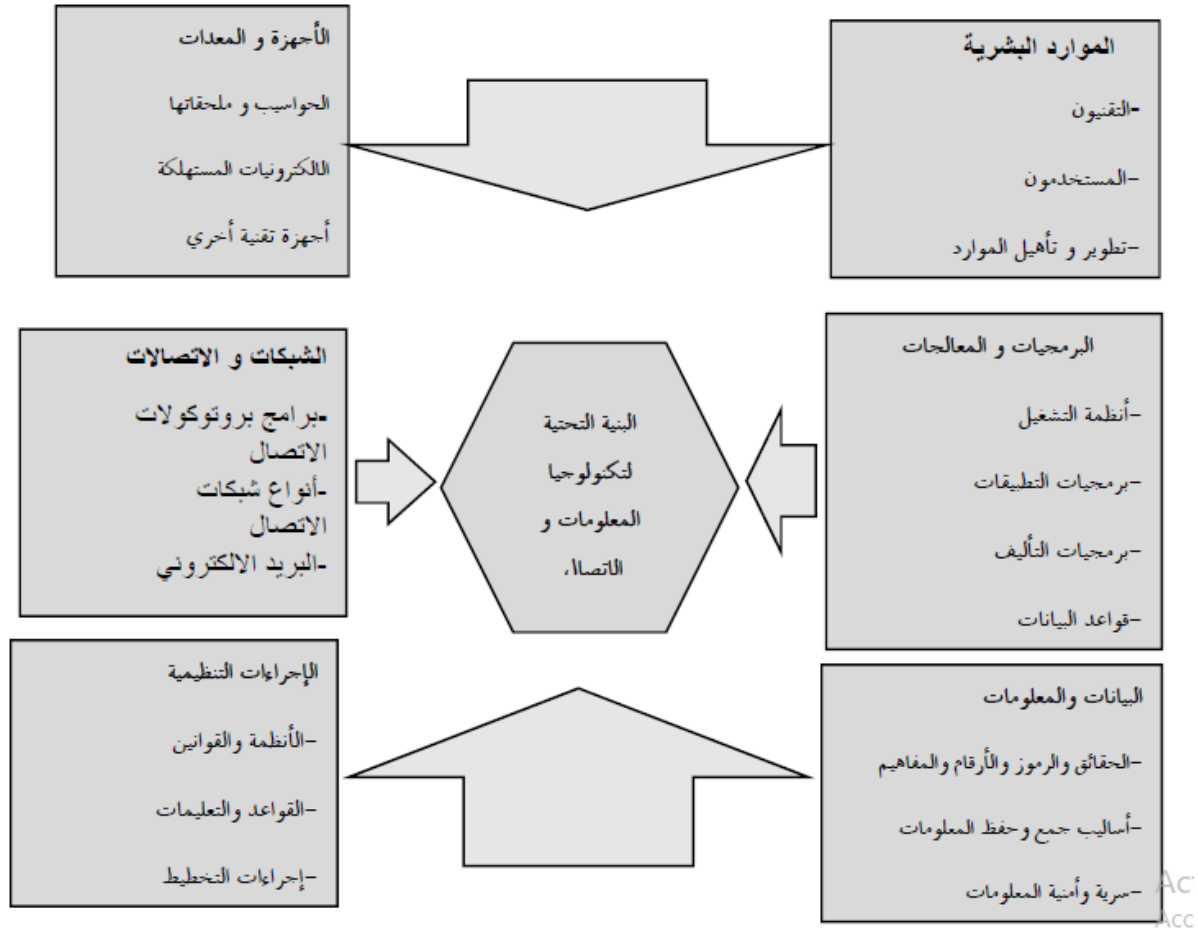 الموارد البشرية
-التقنيون
-المستخدمون
-تطوير و تأهيل الموارد
الأجهزة و المعدات
الحواسيب و ملحقاتها
الالكترونيات المستهلكة
أجهزة تقنية أخري
البرمجيات و المعالجات
-أنظمة التشغيل
-برمجيات التطبيقات
-برمجيات التأليف
-قواعد البيانات
البنية التحتية
لتكنولوجيا
المعلومات و
الشبكات و الاتصالات
-برامج بروتوكولات
الاتصال
-أنواع شبكات
الاتصال
-البريد الالكتروني
البيانات والمعلومات
-الحقائق والرموز والأرقام والمفاهيم
-أساليب جمع وحفظ المعلومات
-سرية وأمنية المعلومات
الإجراءات التنظيمية
-الأنظمة والقوانين
-القواعد والتعليمات
-إجراءات التخطيط